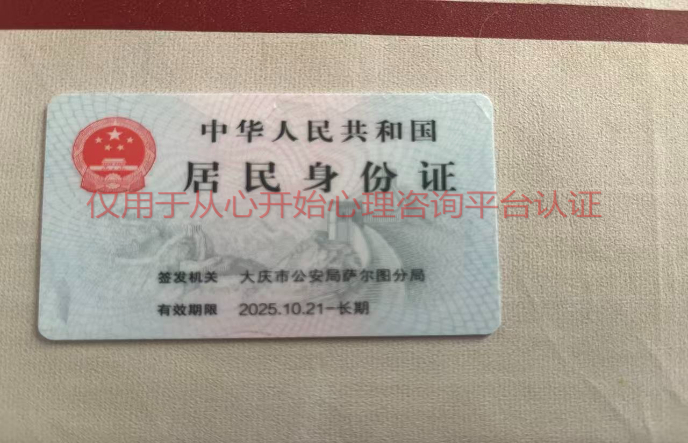 中华人民共和国
居民身份证
仅用于从心开始心理咨询平台认证
签发机关 大庆市公安局萨尔图分局
有效期限 2025.10.21-长期